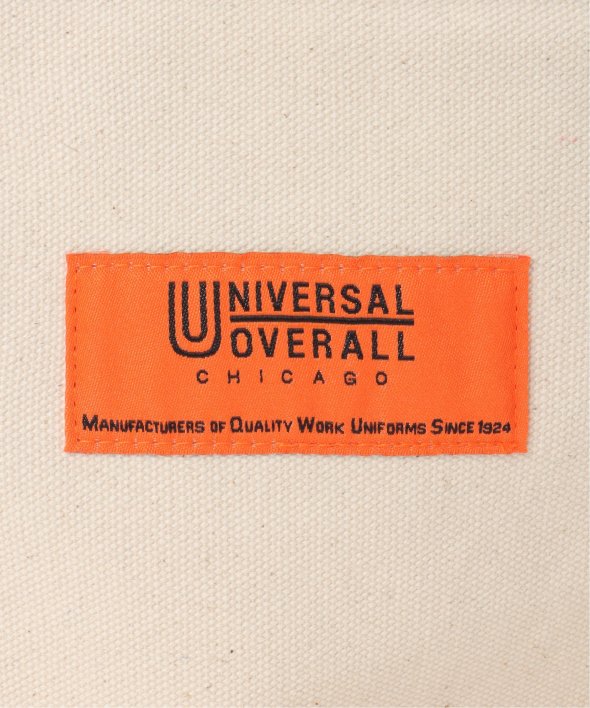 UNIVERSAL
OVERALL
CHICAGO
MANUFACTURERS OF QUALITY WORK UNIFORMS SINCE 1924